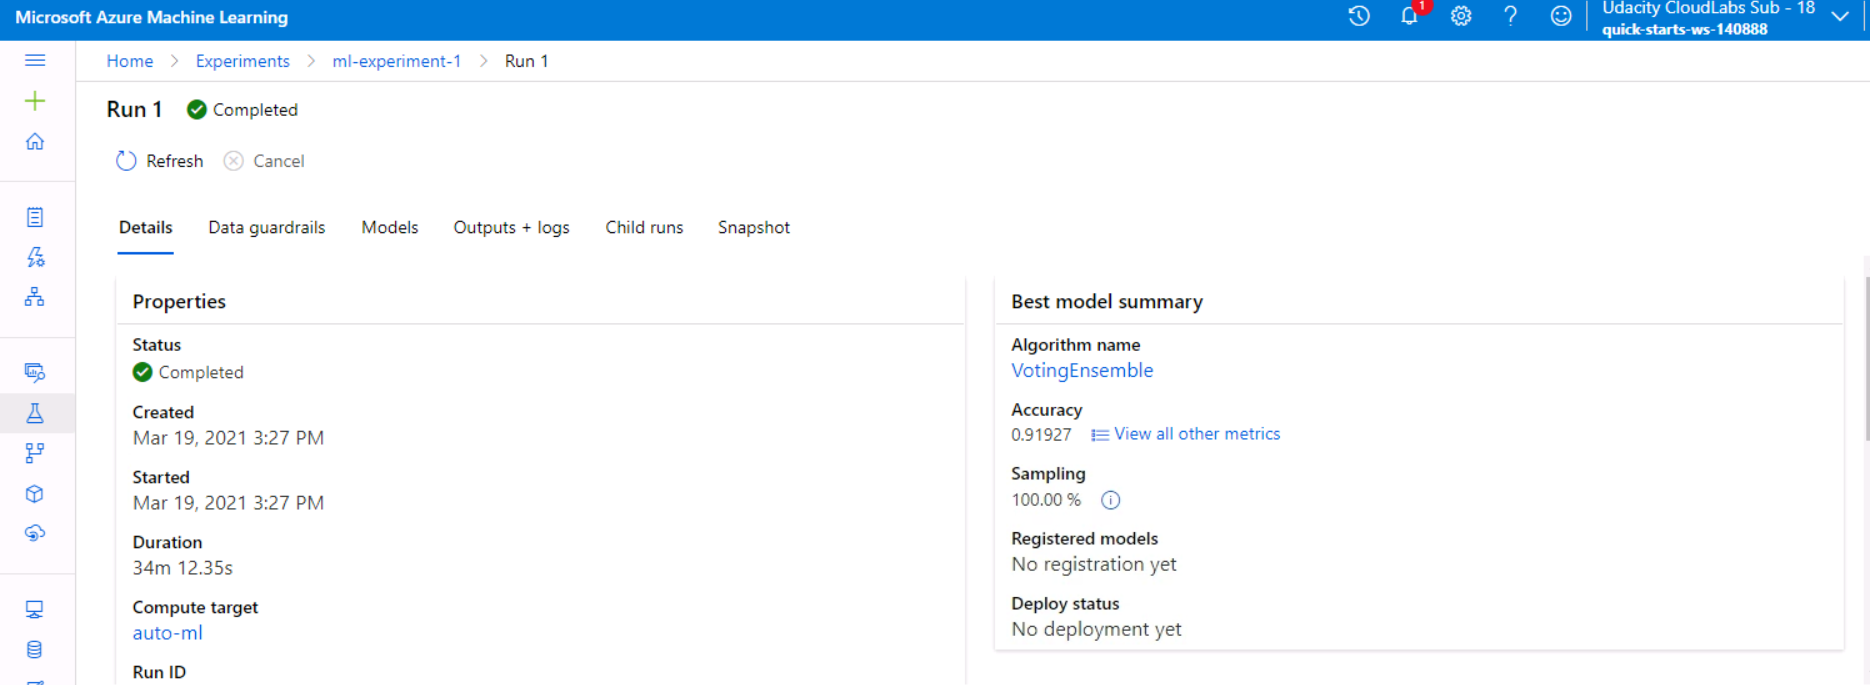 Microsoft Azure Machine Learning
1
Udacity CloudLabs Sub - 18
quick-starts-ws-140888
Home > Experiments > ml-experiment-1 > Run 1
Run 1 Completed
Refresh Cancel
Details Data guardrails Models Outputs + logs Child runs Snapshot
Properties
Status
Completed
Created
Mar 19, 2021 3:27 PM
Started
Mar 19, 2021 3:27 PM
Duration
34m 12.35s
Compute target
auto-ml
Run ID
Best model summary
Algorithm name
VotingEnsemble
Accuracy
0.91927 View all other metrics
Sampling
100.00 %
Registered models
No registration yet
Deploy status
No deployment yet